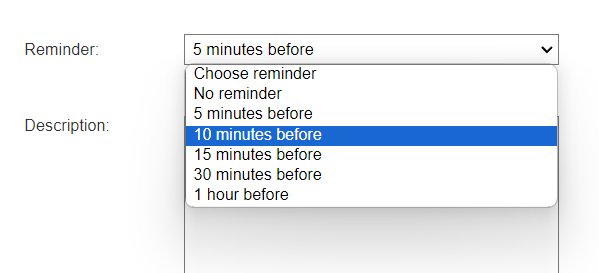 Reminder: 5 minutes before
Choose reminder
No reminder
5 minutes before
Description:
10 minutes before
15 minutes before
30 minutes before
1 hour before